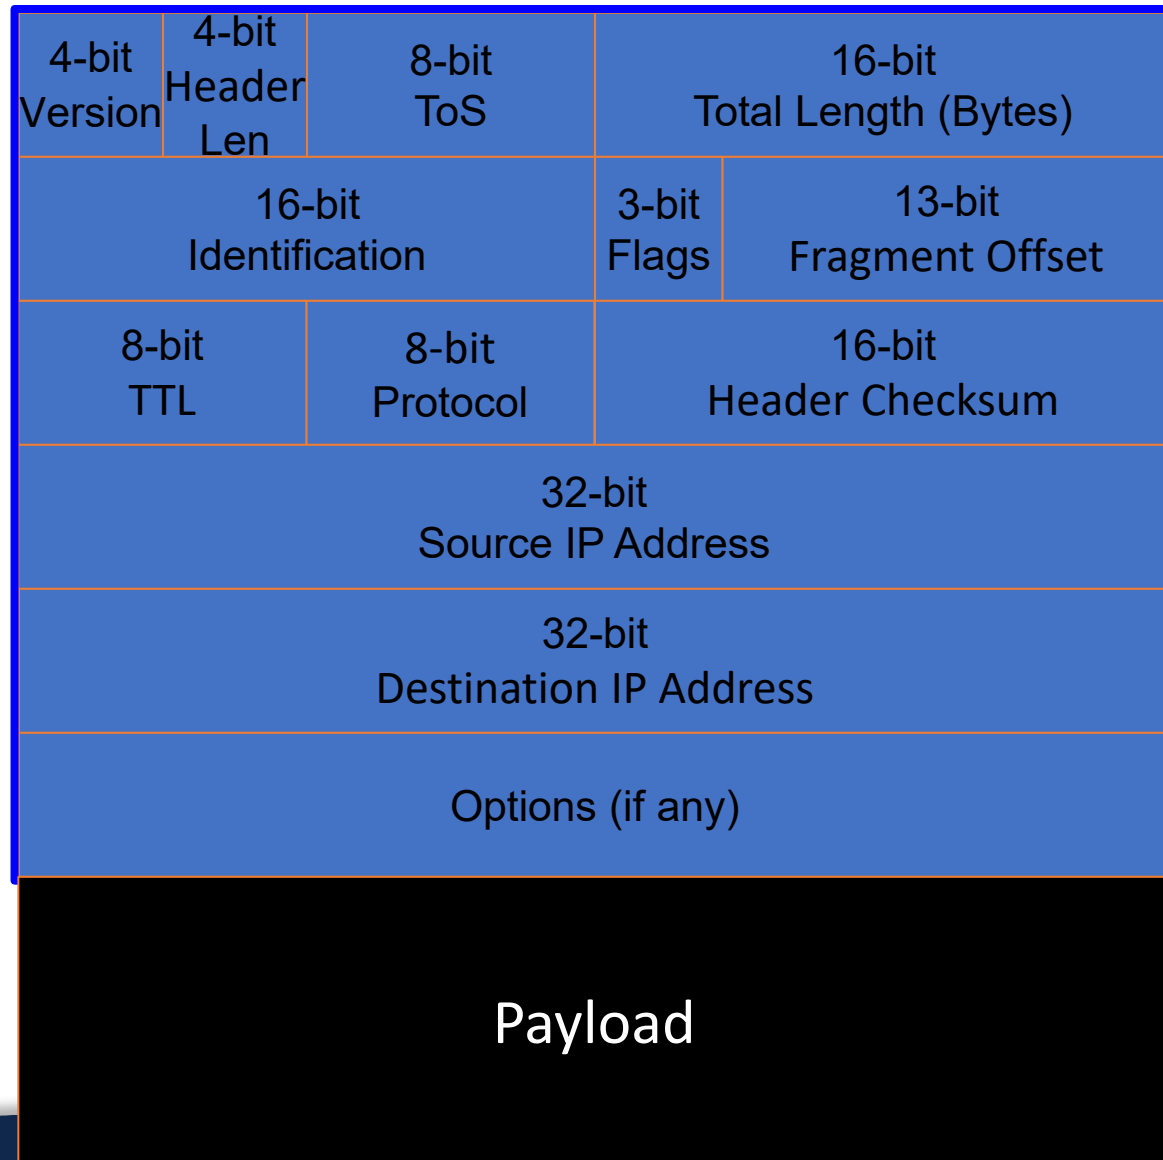 4-bit
Version
4-bit
Header
Len
8-bit
ToS
16-bit
Total Length (Bytes)
16-bit
Identification
3-bit
Flags
13-bit
Fragment Offset
8-bit
TTL
8-bit
Protocol
16-bit
Header Checksum
32-bit
Source IP Address
32-bit
Destination IP Address
Options (if any)
Payload